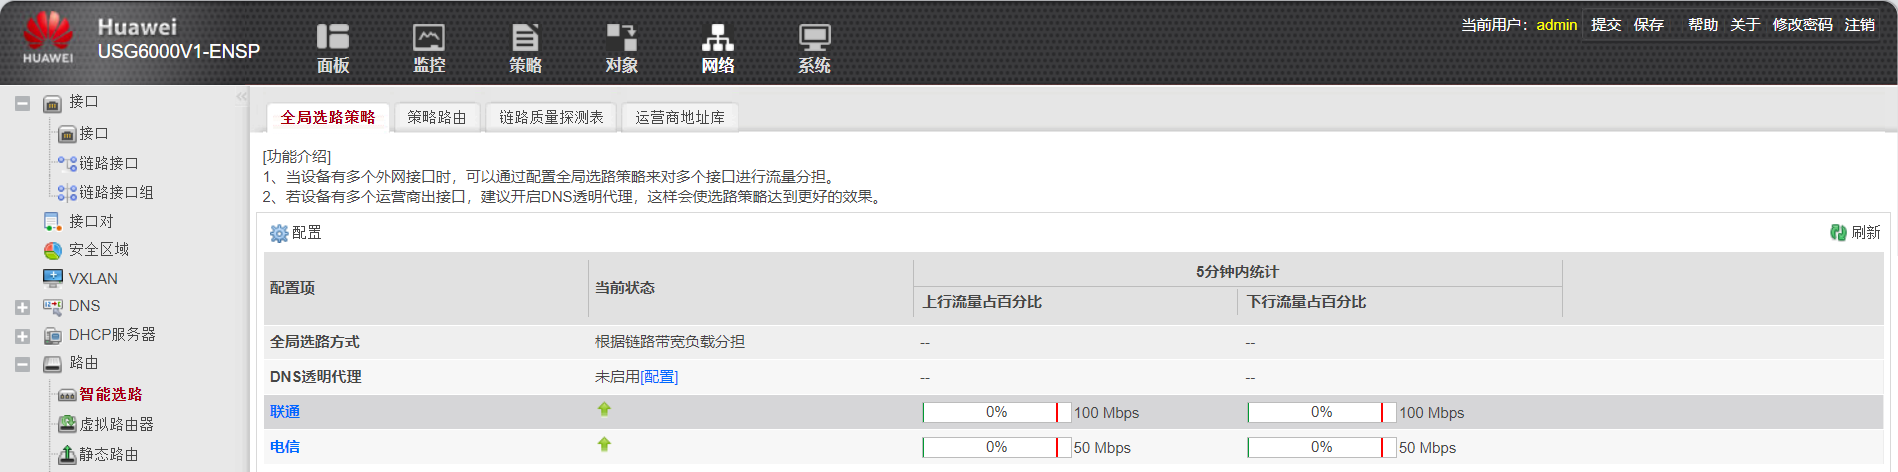 HUAWEI
Huawei
USG6000V1-ENSP
面板
监控
策略
对象
网络
系统
当前用户：admin 提交 保存 帮助 关于 修改密码 注销
接口
接口
链路接口
链路接口组
接口对
安全区域
VXLAN
DNS
DHCP服务器
路由
智能选路
虚拟路由器
静态路由
全局选路策略 策略路由 链路质量探测表 运营商地址库
[功能介绍]
1、当设备有多个外网接口时，可以通过配置全局选路策略来对多个接口进行流量分担。
2、若设备有多个运营商出接口，建议开启DNS透明代理，这样会使选路策略达到更好的效果。
配置 刷新
配置项 当前状态 5分钟内统计
上行流量占百分比 下行流量占百分比
全局选路方式 根据链路带宽负载分担 -- --
DNS透明代理 未启用[配置] -- --
联通 0% 100 Mbps 0% 100 Mbps
电信 0% 50 Mbps 0% 50 Mbps